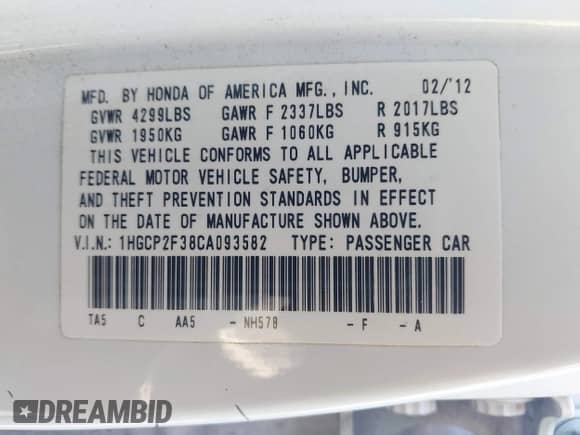 MFD. BY HONDA OF AMERICA MFG., INC. 02/'12
GVWR 4299LBS GAWR F 2337LBS R 2017LBS
GVWR 1950KG GAWR F 1060KG R 915KG
THIS VEHICLE CONFORMS TO ALL APPLICABLE
FEDERAL MOTOR VEHICLE SAFETY, BUMPER,
AND THEFT PREVENTION STANDARDS IN EFFECT
ON THE DATE OF MANUFACTURE SHOWN ABOVE.
V.I.N.: 1HGCP2F38CA093582 TYPE: PASSENGER CAR
TA5 C AA5 - NH578 - F - A
DREAMBID